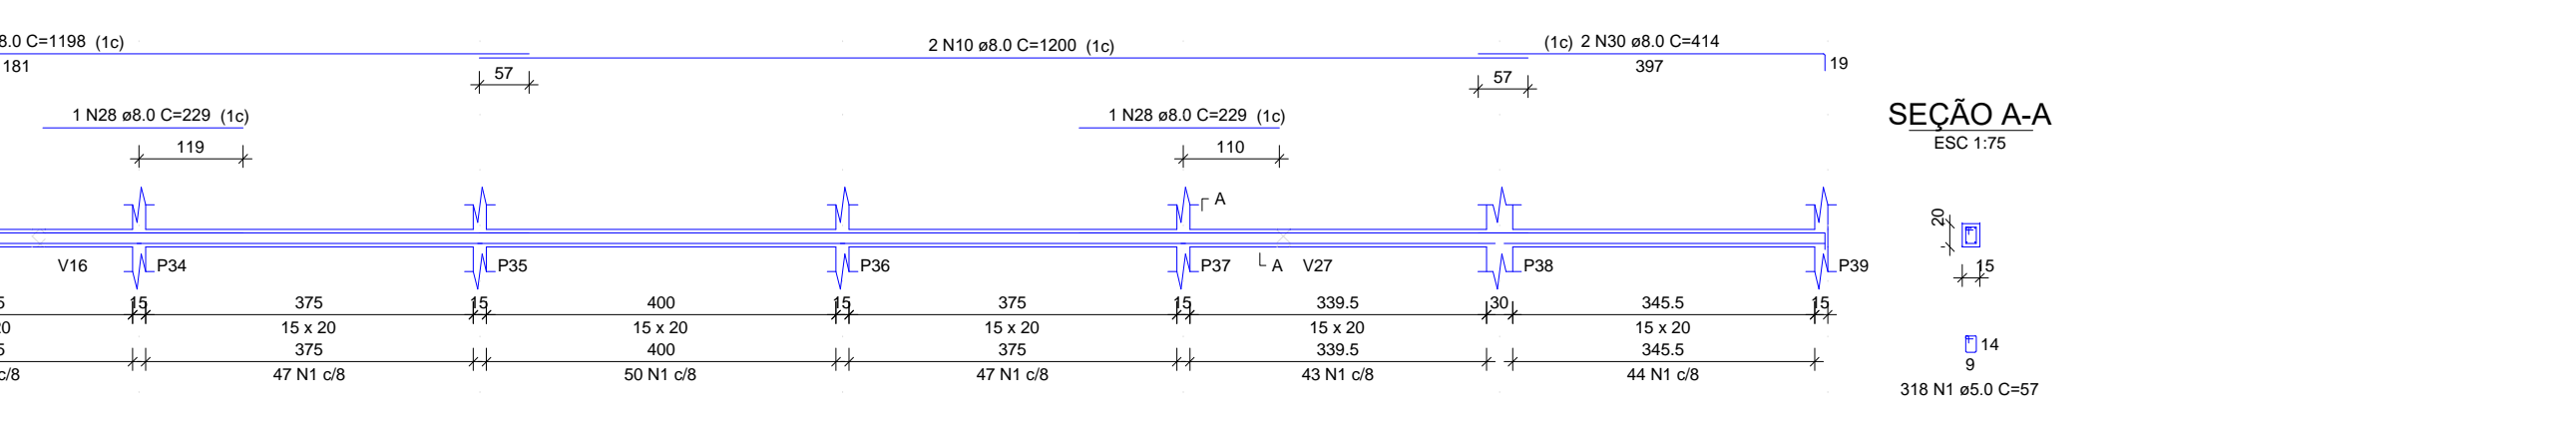 8.0 C=1198 (1c)
181
57
2 N10 ø8.0 C=1200 (1c)
57
(1c) 2 N30 ø8.0 C=414
397
19
1 N28 ø8.0 C=229 (1c)
119
1 N28 ø8.0 C=229 (1c)
110
SEÇÃO A-A
ESC 1:75
A
20
15
V16 P34 P35 P36 P37 A V27 P38 P39
5 15 375 15 400 15 375 15 339.5 30 345.5 15
20 15 x 20 15 x 20 15 x 20 15 x 20 15 x 20
5 375 400 375 339.5 345.5
c/8 47 N1 c/8 50 N1 c/8 47 N1 c/8 43 N1 c/8 44 N1 c/8
14
9
318 N1 ø5.0 C=57